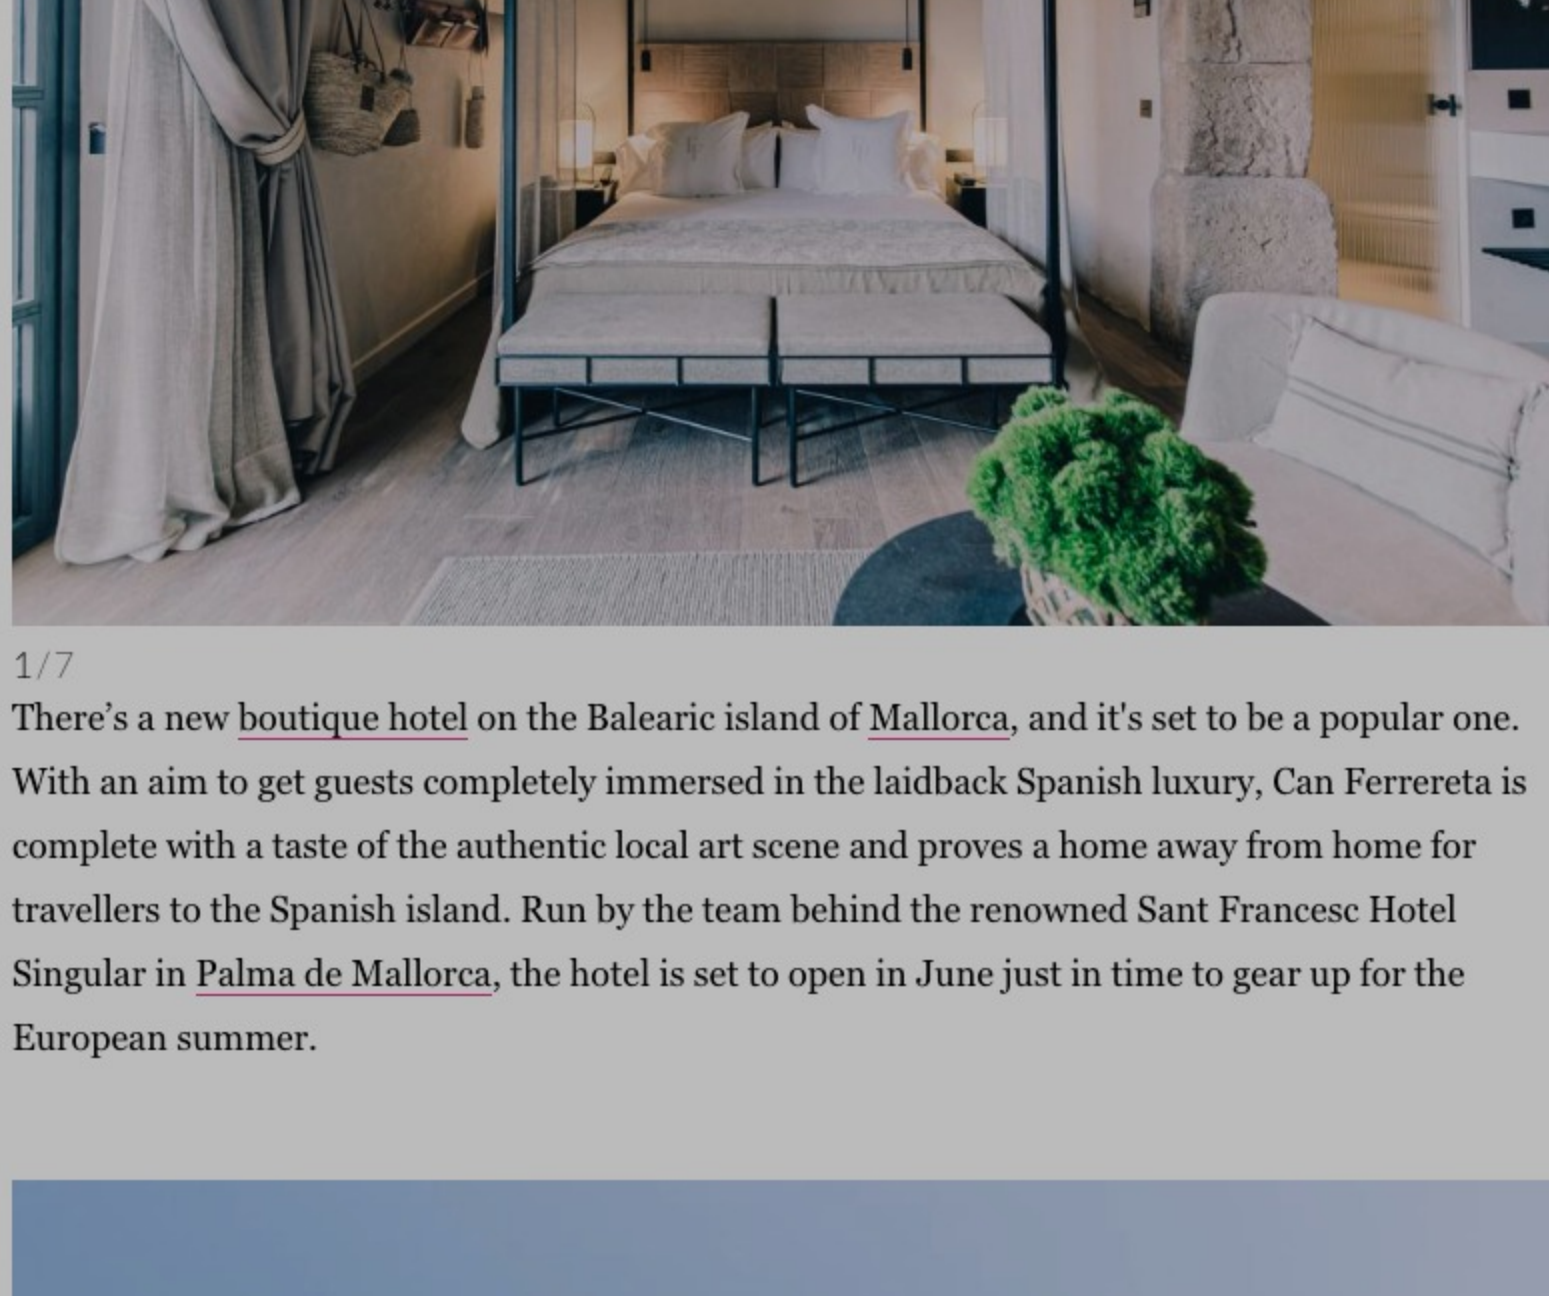 1/7
There’s a new boutique hotel on the Balearic island of Mallorca, and it's set to be a popular one.
With an aim to get guests completely immersed in the laidback Spanish luxury, Can Ferrereta is
complete with a taste of the authentic local art scene and proves a home away from home for
travellers to the Spanish island. Run by the team behind the renowned Sant Francesc Hotel
Singular in Palma de Mallorca, the hotel is set to open in June just in time to gear up for the
European summer.